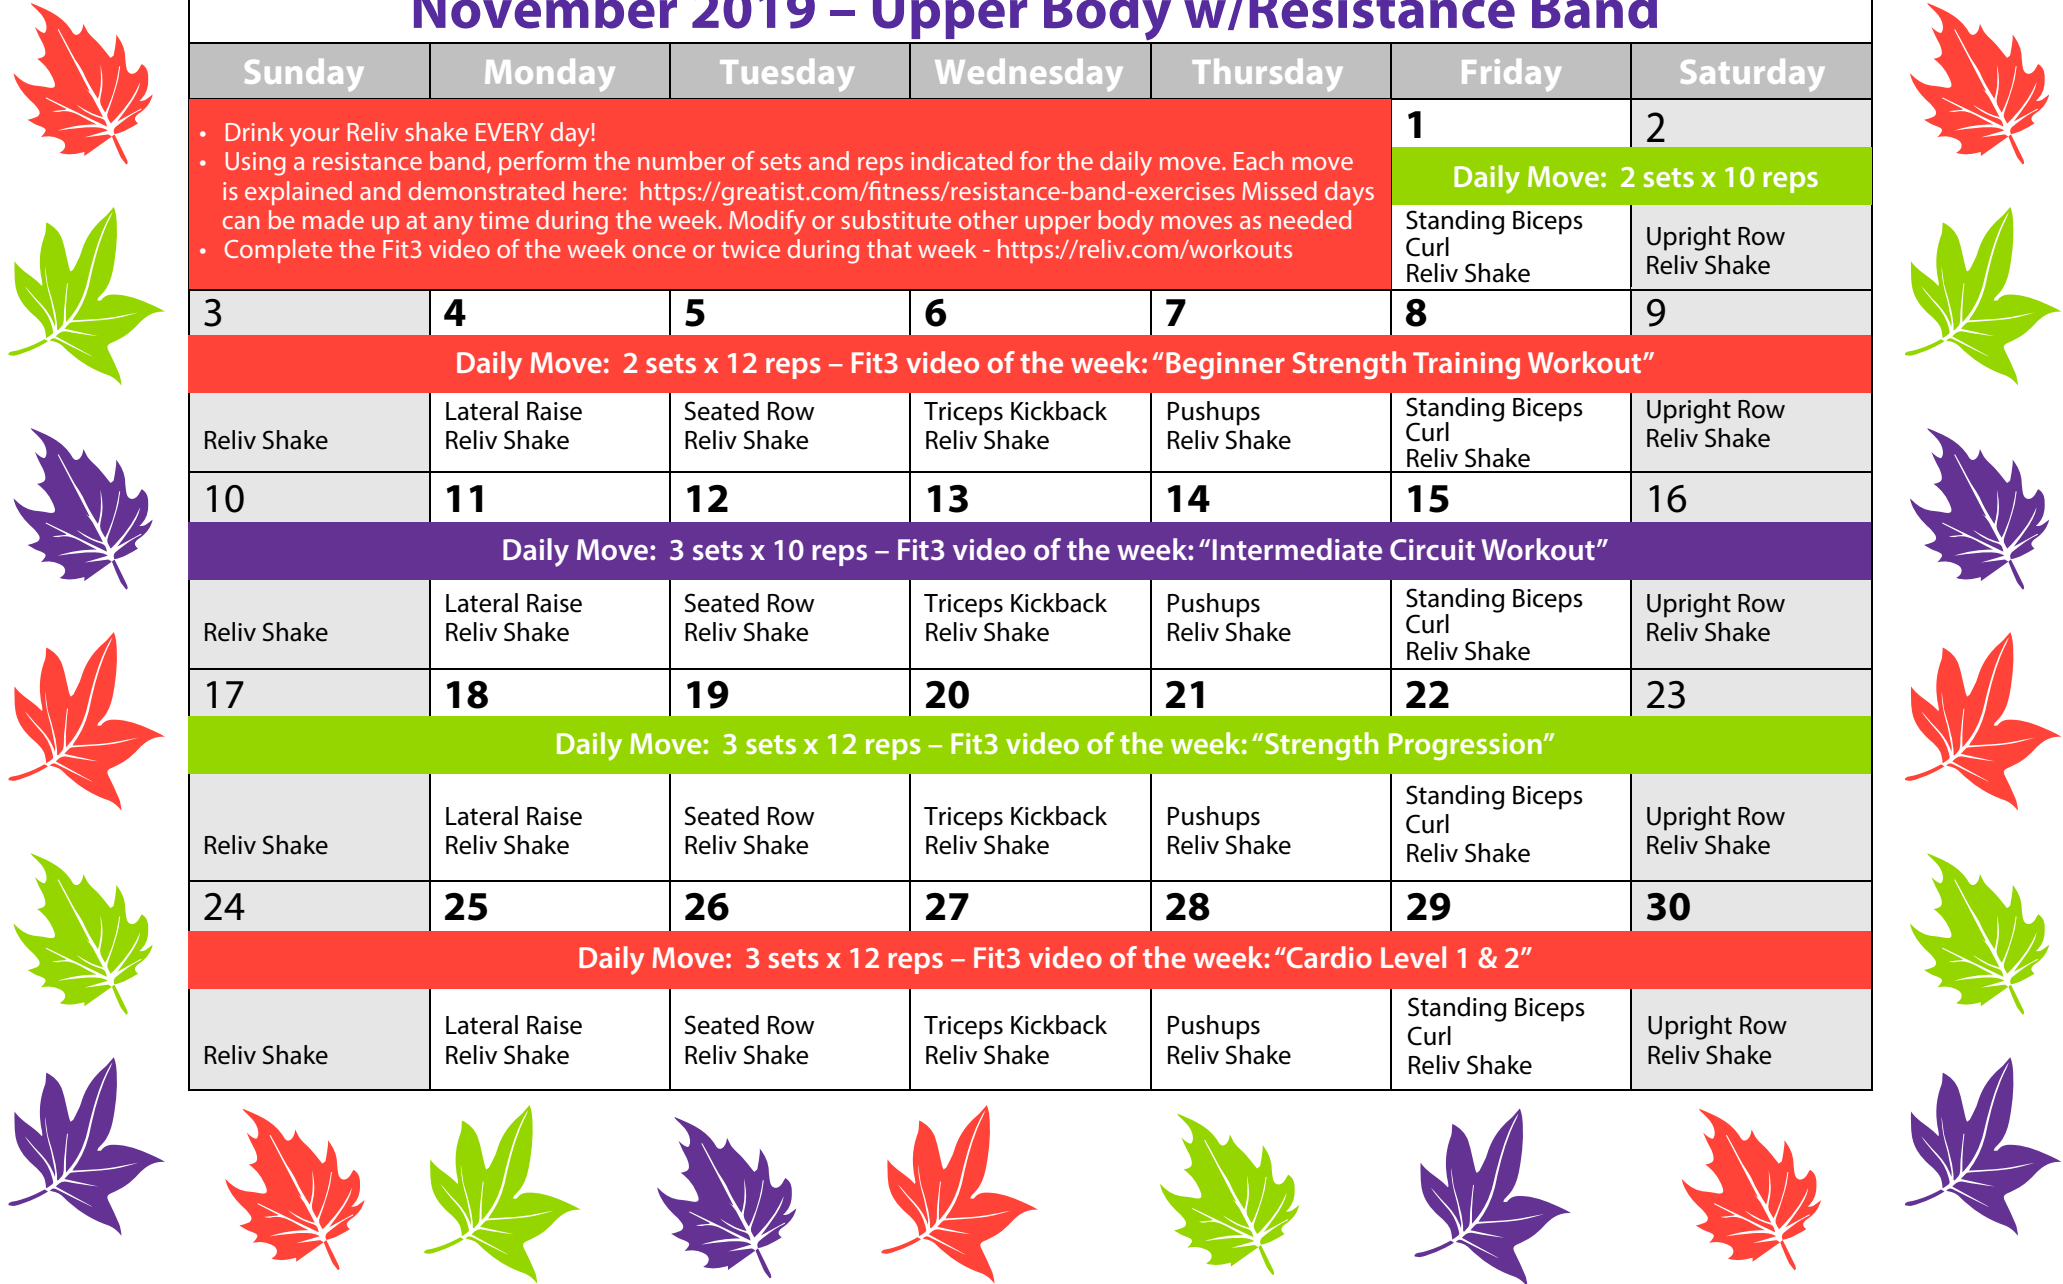 November 2019 – Upper Body w/Resistance Band
Sunday Monday Tuesday Wednesday Thursday Friday Saturday
• Drink your Reliv shake EVERY day!
• Using a resistance band, perform the number of sets and reps indicated for the daily move. Each move
is explained and demonstrated here: https://greatist.com/fitness/resistance-band-exercises Missed days
can be made up at any time during the week. Modify or substitute other upper body moves as needed
• Complete the Fit3 video of the week once or twice during that week - https://reliv.com/workouts
1 2
Daily Move: 2 sets x 10 reps
Standing Biceps
Curl
Reliv Shake
Upright Row
Reliv Shake
3 4 5 6 7 8 9
Daily Move: 2 sets x 12 reps – Fit3 video of the week: “Beginner Strength Training Workout”
Reliv Shake
Lateral Raise
Reliv Shake
Seated Row
Reliv Shake
Triceps Kickback
Reliv Shake
Pushups
Reliv Shake
Standing Biceps
Curl
Reliv Shake
Upright Row
Reliv Shake
10 11 12 13 14 15 16
Daily Move: 3 sets x 10 reps – Fit3 video of the week: “Intermediate Circuit Workout”
Reliv Shake
Lateral Raise
Reliv Shake
Seated Row
Reliv Shake
Triceps Kickback
Reliv Shake
Pushups
Reliv Shake
Standing Biceps
Curl
Reliv Shake
Upright Row
Reliv Shake
17 18 19 20 21 22 23
Daily Move: 3 sets x 12 reps – Fit3 video of the week: “Strength Progression”
Reliv Shake
Lateral Raise
Reliv Shake
Seated Row
Reliv Shake
Triceps Kickback
Reliv Shake
Pushups
Reliv Shake
Standing Biceps
Curl
Reliv Shake
Upright Row
Reliv Shake
24 25 26 27 28 29 30
Daily Move: 3 sets x 12 reps – Fit3 video of the week: “Cardio Level 1 & 2”
Reliv Shake
Lateral Raise
Reliv Shake
Seated Row
Reliv Shake
Triceps Kickback
Reliv Shake
Pushups
Reliv Shake
Standing Biceps
Curl
Reliv Shake
Upright Row
Reliv Shake